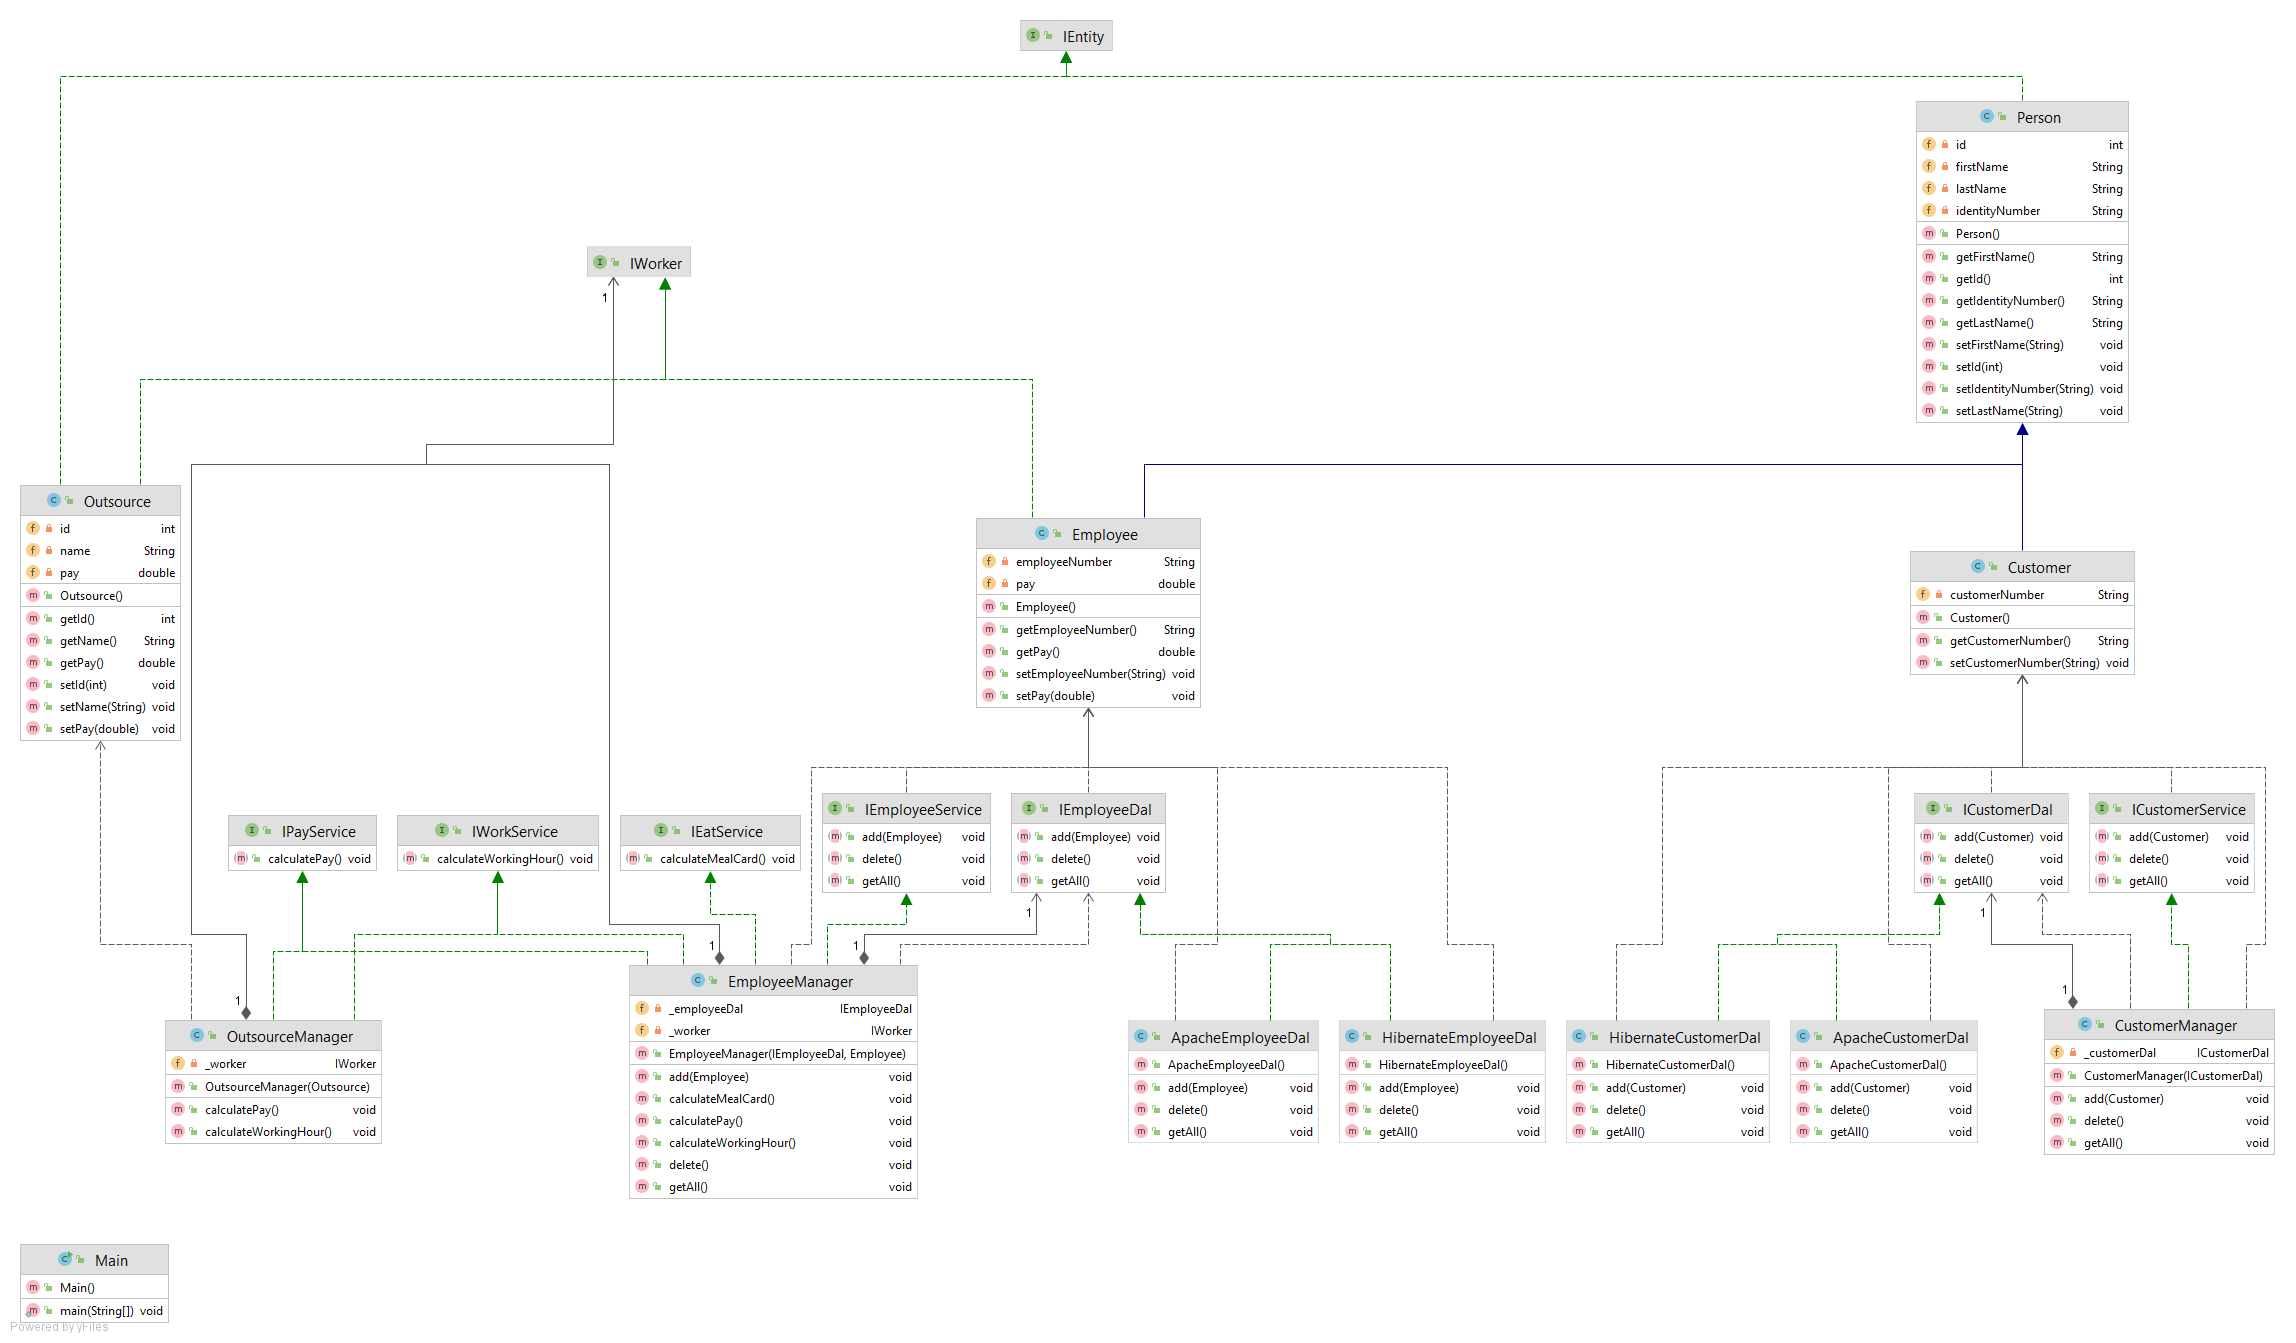 IEntity
Person
id int
firstName String
lastName String
identityNumber String
Person()
getFirstName() String
getId() int
getIdentityNumber() String
getLastName() String
setFirstName(String) void
setId(int) void
setIdentityNumber(String) void
setLastName(String) void
IWorker
1
Outsource
id int
name String
pay double
Outsource()
getId() int
getName() String
getPay() double
setId(int) void
setName(String) void
setPay(double) void
Employee
employeeNumber String
pay double
Employee()
getEmployeeNumber() String
getPay() double
setEmployeeNumber(String) void
setPay(double) void
Customer
customerNumber String
Customer()
getCustomerNumber() String
setCustomerNumber(String) void
IPayService
calculatePay() void
IWorkService
calculateWorkingHour() void
IEatService
calculateMealCard() void
IEmployeeService
add(Employee) void
delete() void
getAll() void
IEmployeeDal
add(Employee) void
delete() void
getAll() void
ICustomerDal
add(Customer) void
delete() void
getAll() void
ICustomerService
add(Customer) void
delete() void
getAll() void
1
1
1
1
1
1
OutsourceManager
_worker IWorker
OutsourceManager(Outsource)
calculatePay() void
calculateWorkingHour() void
EmployeeManager
_employeeDal IEmployeeDal
_worker IWorker
EmployeeManager(IEmployeeDal, Employee)
add(Employee) void
calculateMealCard() void
calculatePay() void
calculateWorkingHour() void
delete() void
getAll() void
ApacheEmployeeDal
ApacheEmployeeDal()
add(Employee) void
delete() void
getAll() void
HibernateEmployeeDal
HibernateEmployeeDal()
add(Employee) void
delete() void
getAll() void
HibernateCustomerDal
HibernateCustomerDal()
add(Customer) void
delete() void
getAll() void
ApacheCustomerDal
ApacheCustomerDal()
add(Customer) void
delete() void
getAll() void
CustomerManager
_customerDal ICustomerDal
CustomerManager(ICustomerDal)
add(Customer) void
delete() void
getAll() void
Main
Main()
main(String[]) void
Powered by yFiles